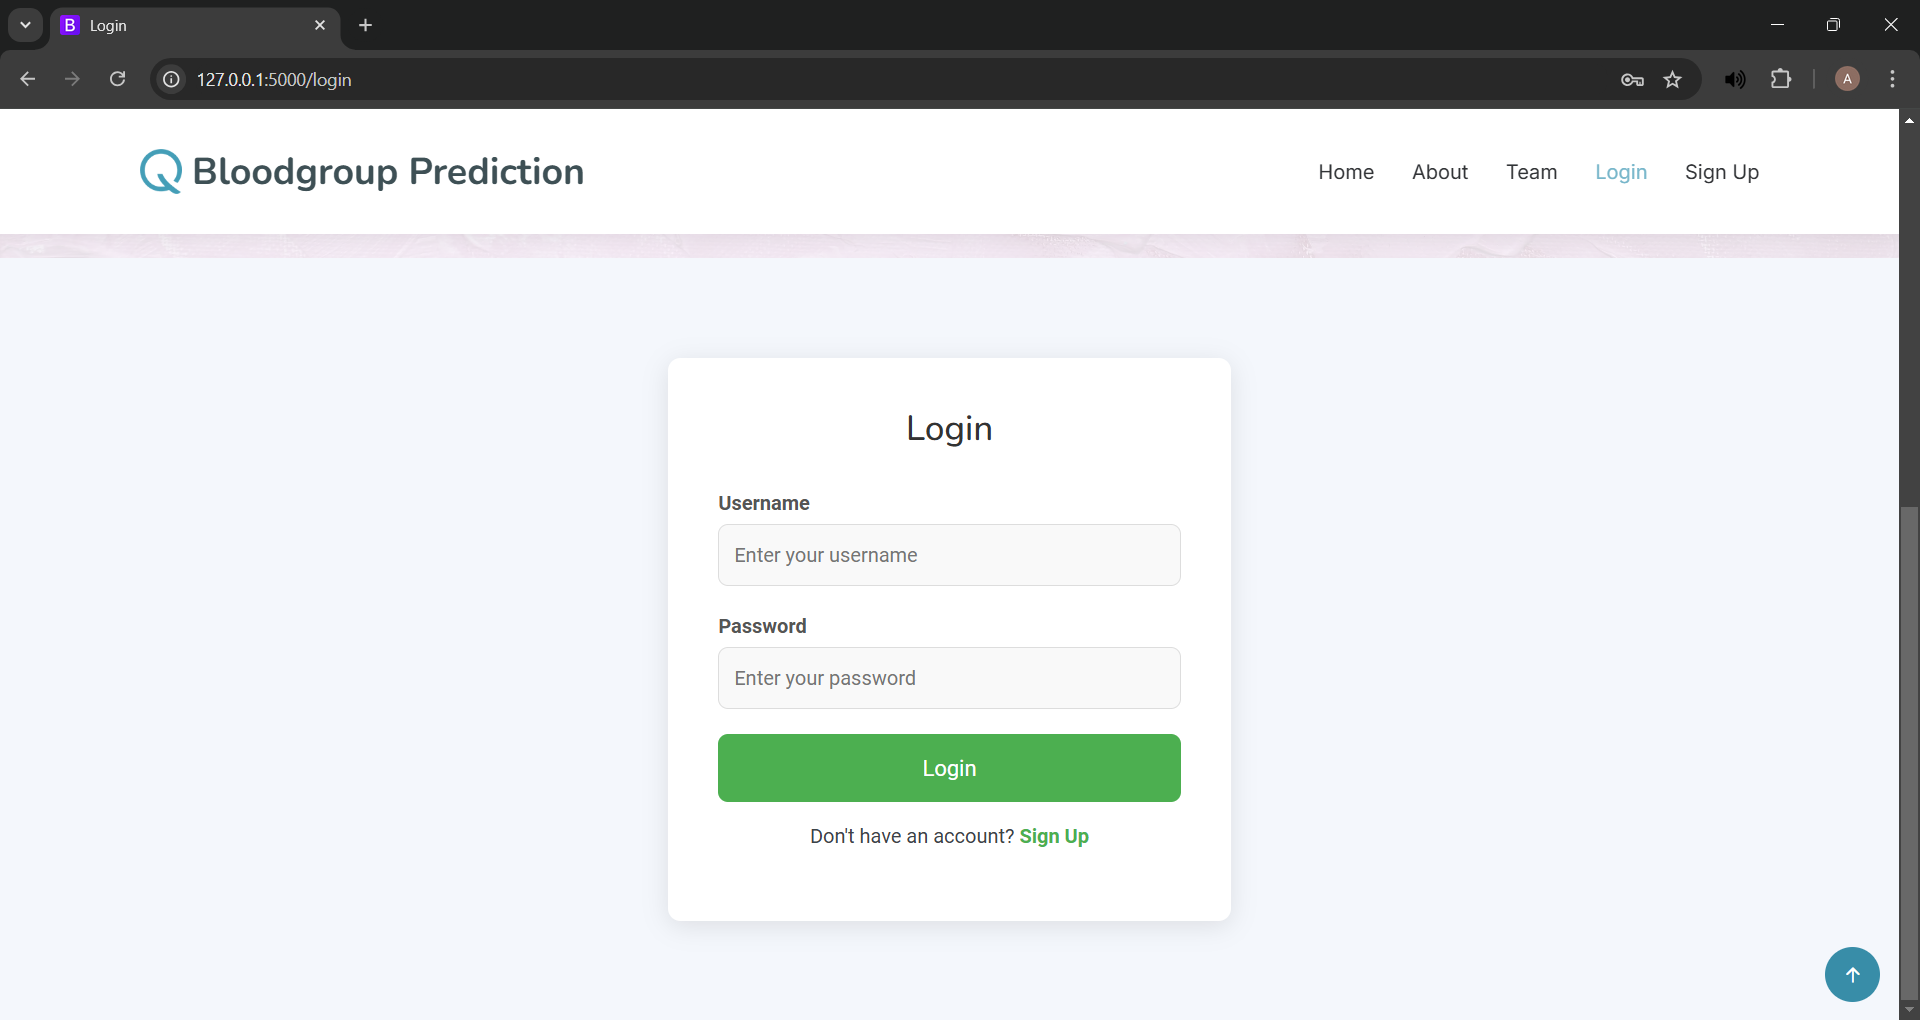 B Login
127.0.0.1:5000/login
A
Bloodgroup Prediction
Home About Team Login Sign Up
Login
Username
Enter your username
Password
Enter your password
Login
Don't have an account? Sign Up